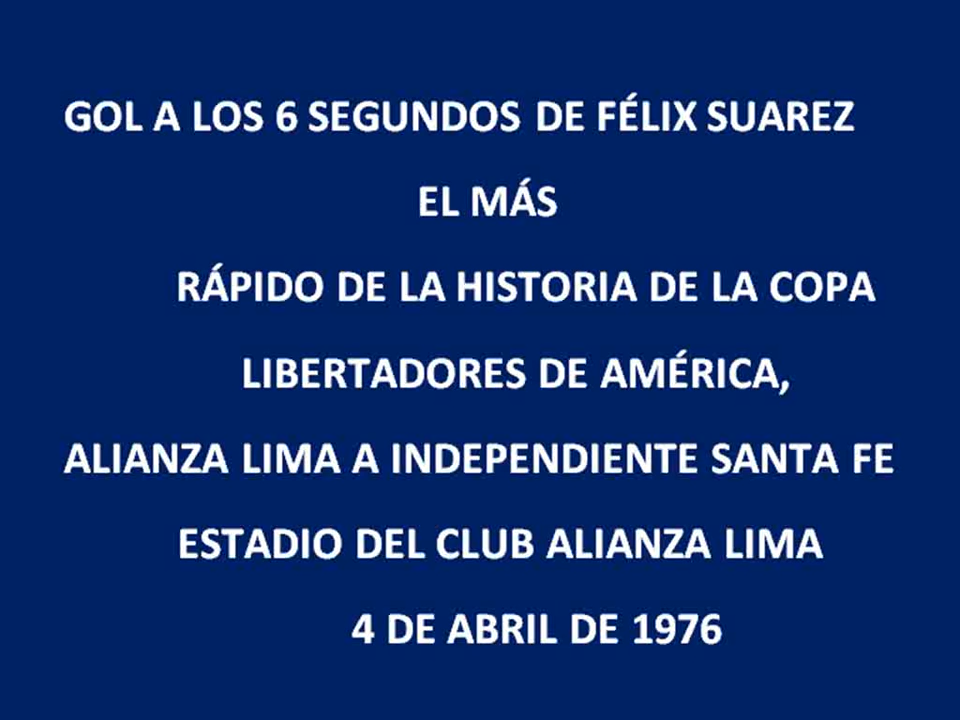 GOL A LOS 6 SEGUNDOS DE FÉLIX SUAREZ
EL MÁS
RÁPIDO DE LA HISTORIA DE LA COPA
LIBERTADORES DE AMÉRICA,
ALIANZA LIMA A INDEPENDIENTE SANTA FE
ESTADIO DEL CLUB ALIANZA LIMA
4 DE ABRIL DE 1976